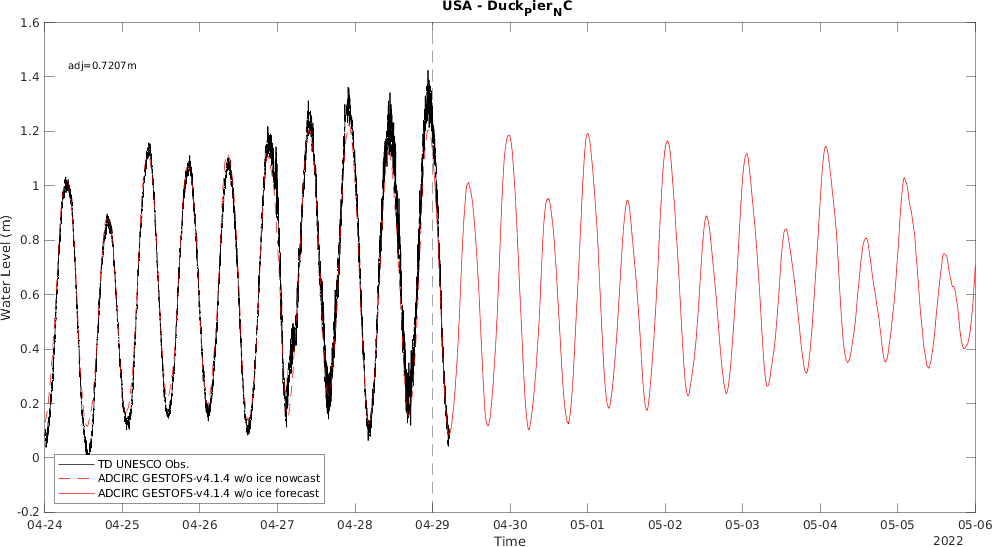 USA - DuckPierNC
1.6
1.4
1.2
1
0.8
0.6
0.4
0.2
0
-0.2
Water Level (m)
adj=0.7207m
TD UNESCO Obs.
ADCIRC GESTOFS-v4.1.4 w/o ice nowcast
ADCIRC GESTOFS-v4.1.4 w/o ice forecast
04-24 04-25 04-26 04-27 04-28 04-29 04-30 05-01 05-02 05-03 05-04 05-05 05-06
Time
2022